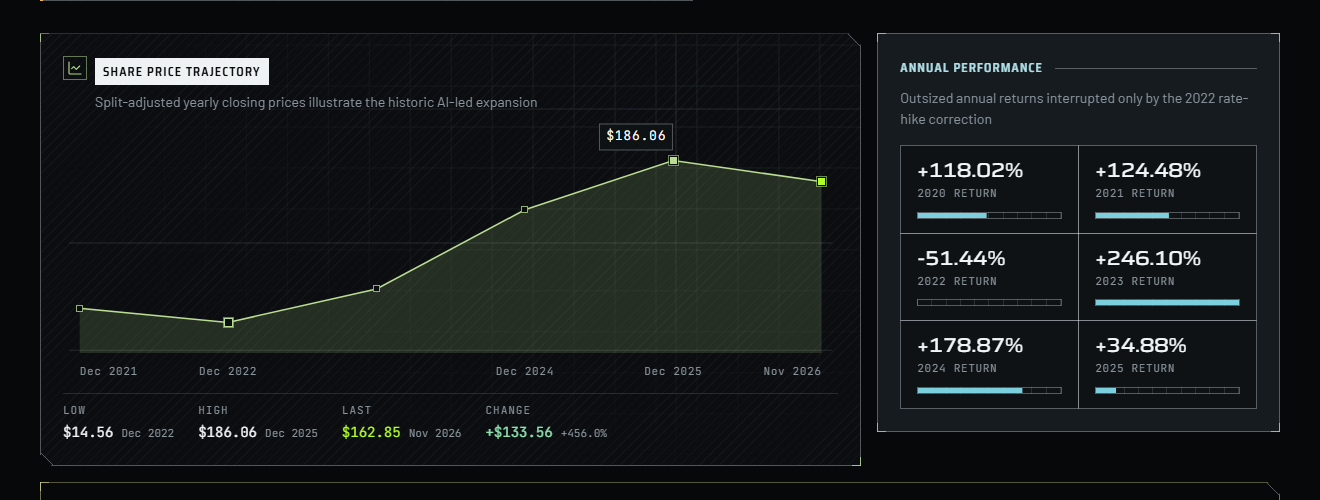 SHARE PRICE TRAJECTORY
Split-adjusted yearly closing prices illustrate the historic AI-led expansion
$186.06
Dec 2021
Dec 2022
Dec 2024
Dec 2025
Nov 2026
LOW
$14.56 Dec 2022
HIGH
$186.06 Dec 2025
LAST
$162.85 Nov 2026
CHANGE
+$133.56 +456.0%
ANNUAL PERFORMANCE
Outsized annual returns interrupted only by the 2022 rate-
hike correction
+118.02%
2020 RETURN
+124.48%
2021 RETURN
-51.44%
2022 RETURN
+246.10%
2023 RETURN
+178.87%
2024 RETURN
+34.88%
2025 RETURN